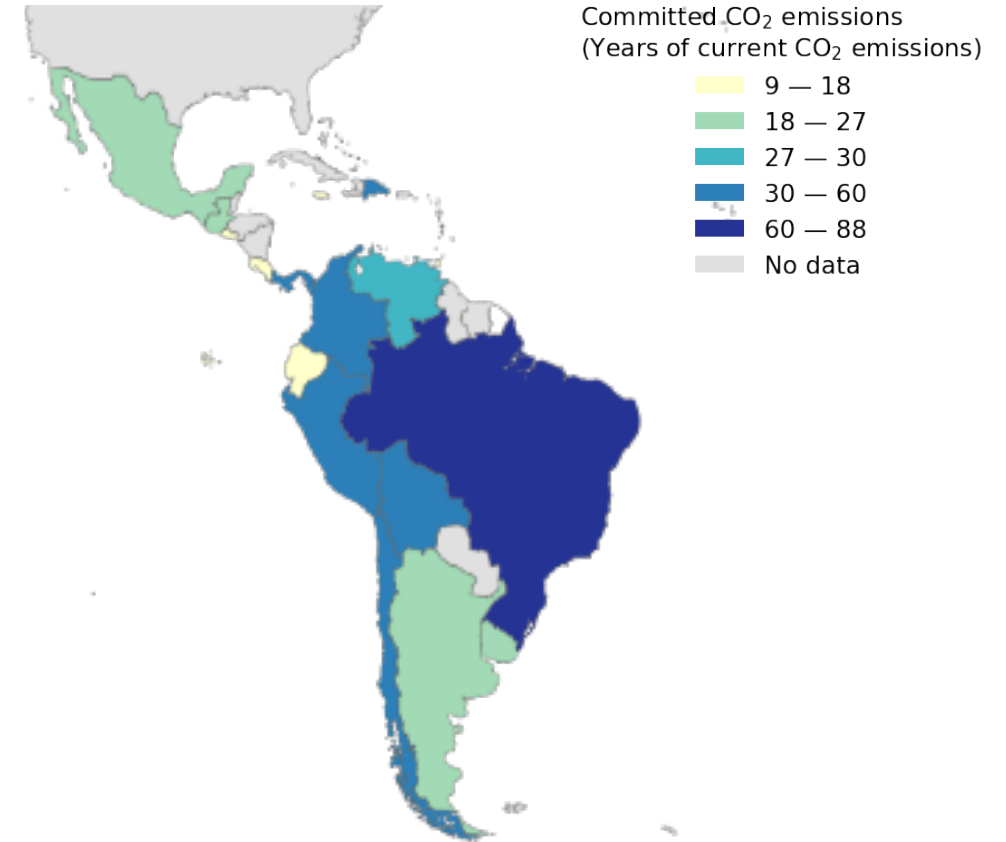 Committed CO₂ emissions
(Years of current CO₂ emissions)
9 — 18
18 — 27
27 — 30
30 — 60
60 — 88
No data